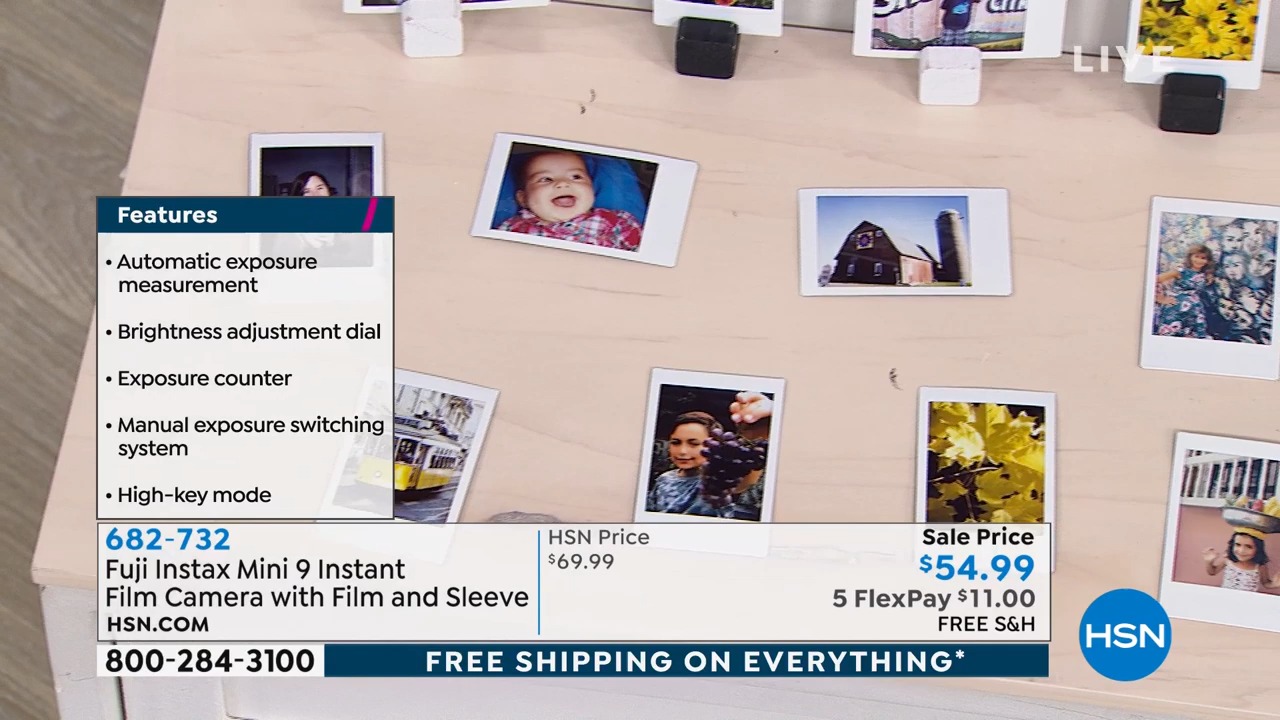 LIVE
Features
• Automatic exposure
measurement
• Brightness adjustment dial
• Exposure counter
• Manual exposure switching
system
• High-key mode
682-732
Fuji Instax Mini 9 Instant
Film Camera with Film and Sleeve
HSN.COM
HSN Price
$69.99
Sale Price
$54.99
5 FlexPay $11.00
FREE S&H
HSN
800-284-3100
FREE SHIPPING ON EVERYTHING*